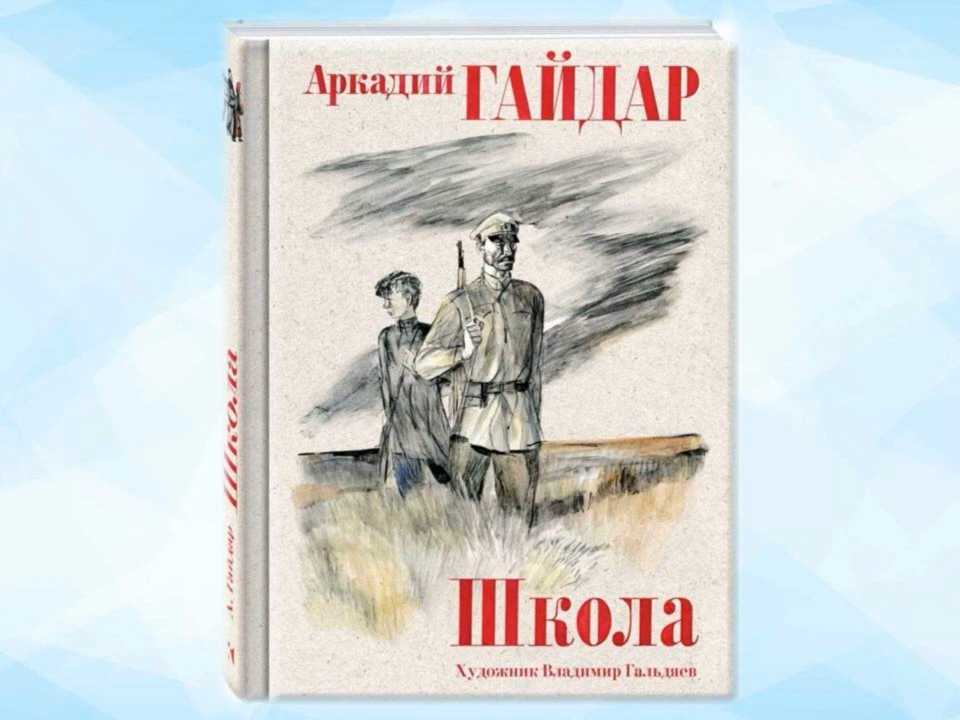 Аркадий ГАЙДАР
Школа
Художник Владимир Гальдяев
А. Гайдар Школа